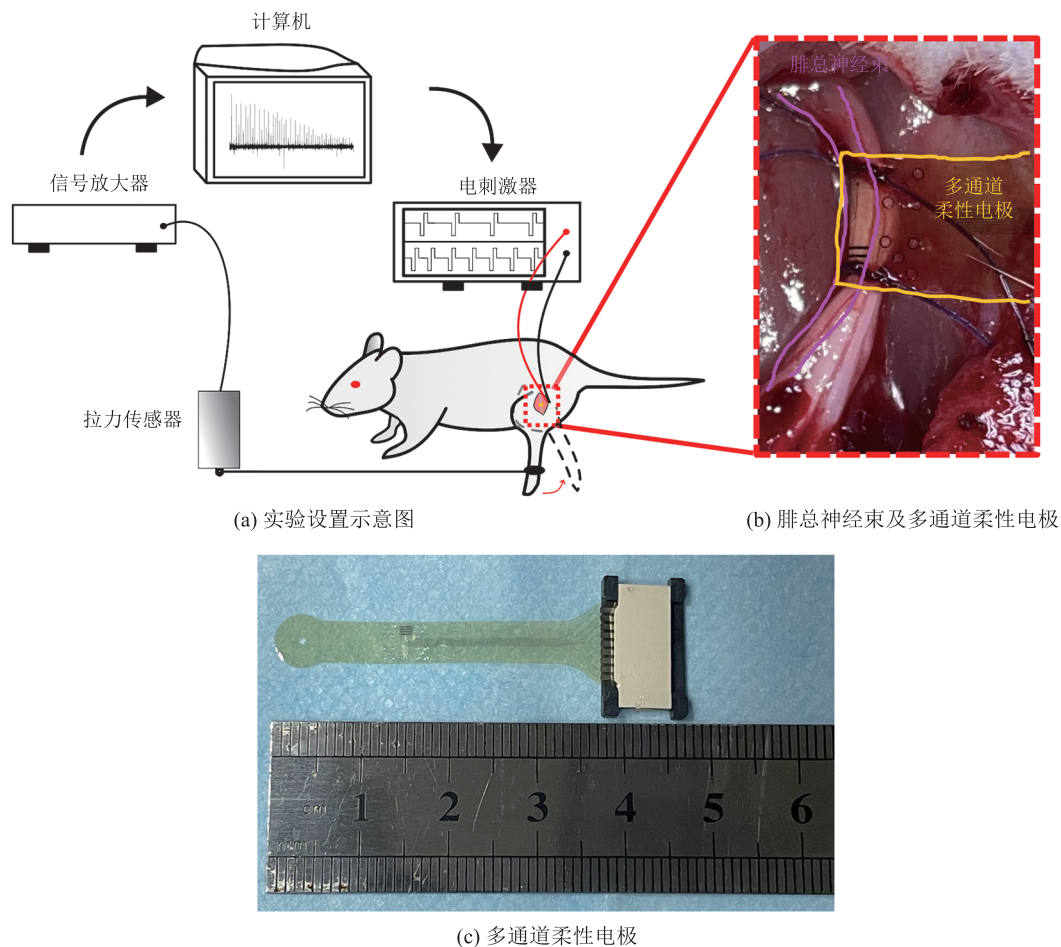 计算机
信号放大器
电刺激器
拉力传感器
腓总神经束
多通道
柔性电极
(a) 实验设置示意图
(b) 腓总神经束及多通道柔性电极
1 2 3 4 5 6
cm
mm
(c) 多通道柔性电极